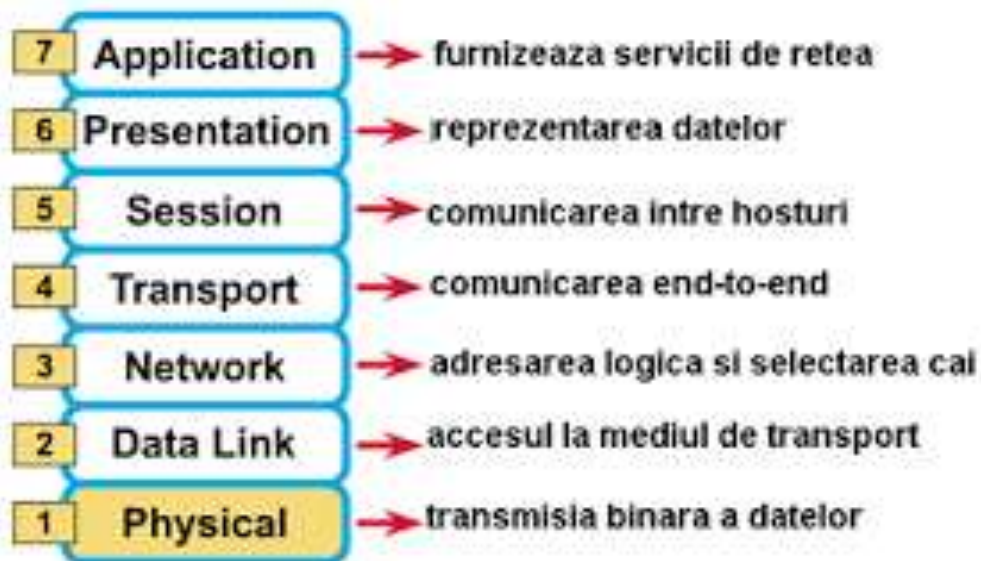 7 Application furnizeaza servicii de retea
6 Presentation reprezentarea datelor
5 Session comunicarea intre hosturi
4 Transport comunicarea end-to-end
3 Network adresarea logica si selectarea cai
2 Data Link accesul la mediul de transport
1 Physical transmisia binara a datelor